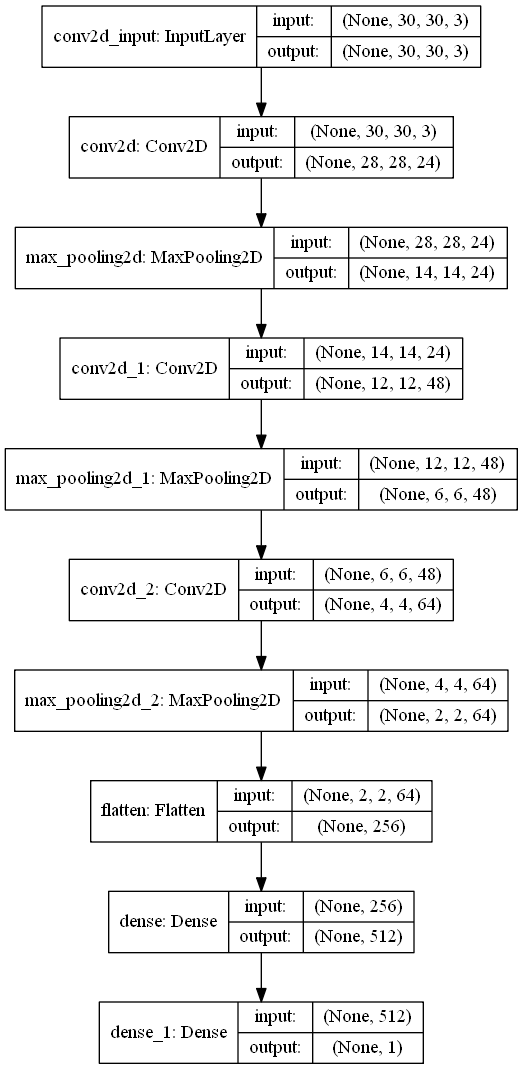 conv2d_input: InputLayer
input: (None, 30, 30, 3)
output: (None, 30, 30, 3)
conv2d: Conv2D
input: (None, 30, 30, 3)
output: (None, 28, 28, 24)
max_pooling2d: MaxPooling2D
input: (None, 28, 28, 24)
output: (None, 14, 14, 24)
conv2d_1: Conv2D
input: (None, 14, 14, 24)
output: (None, 12, 12, 48)
max_pooling2d_1: MaxPooling2D
input: (None, 12, 12, 48)
output: (None, 6, 6, 48)
conv2d_2: Conv2D
input: (None, 6, 6, 48)
output: (None, 4, 4, 64)
max_pooling2d_2: MaxPooling2D
input: (None, 4, 4, 64)
output: (None, 2, 2, 64)
flatten: Flatten
input: (None, 2, 2, 64)
output: (None, 256)
dense: Dense
input: (None, 256)
output: (None, 512)
dense_1: Dense
input: (None, 512)
output: (None, 1)